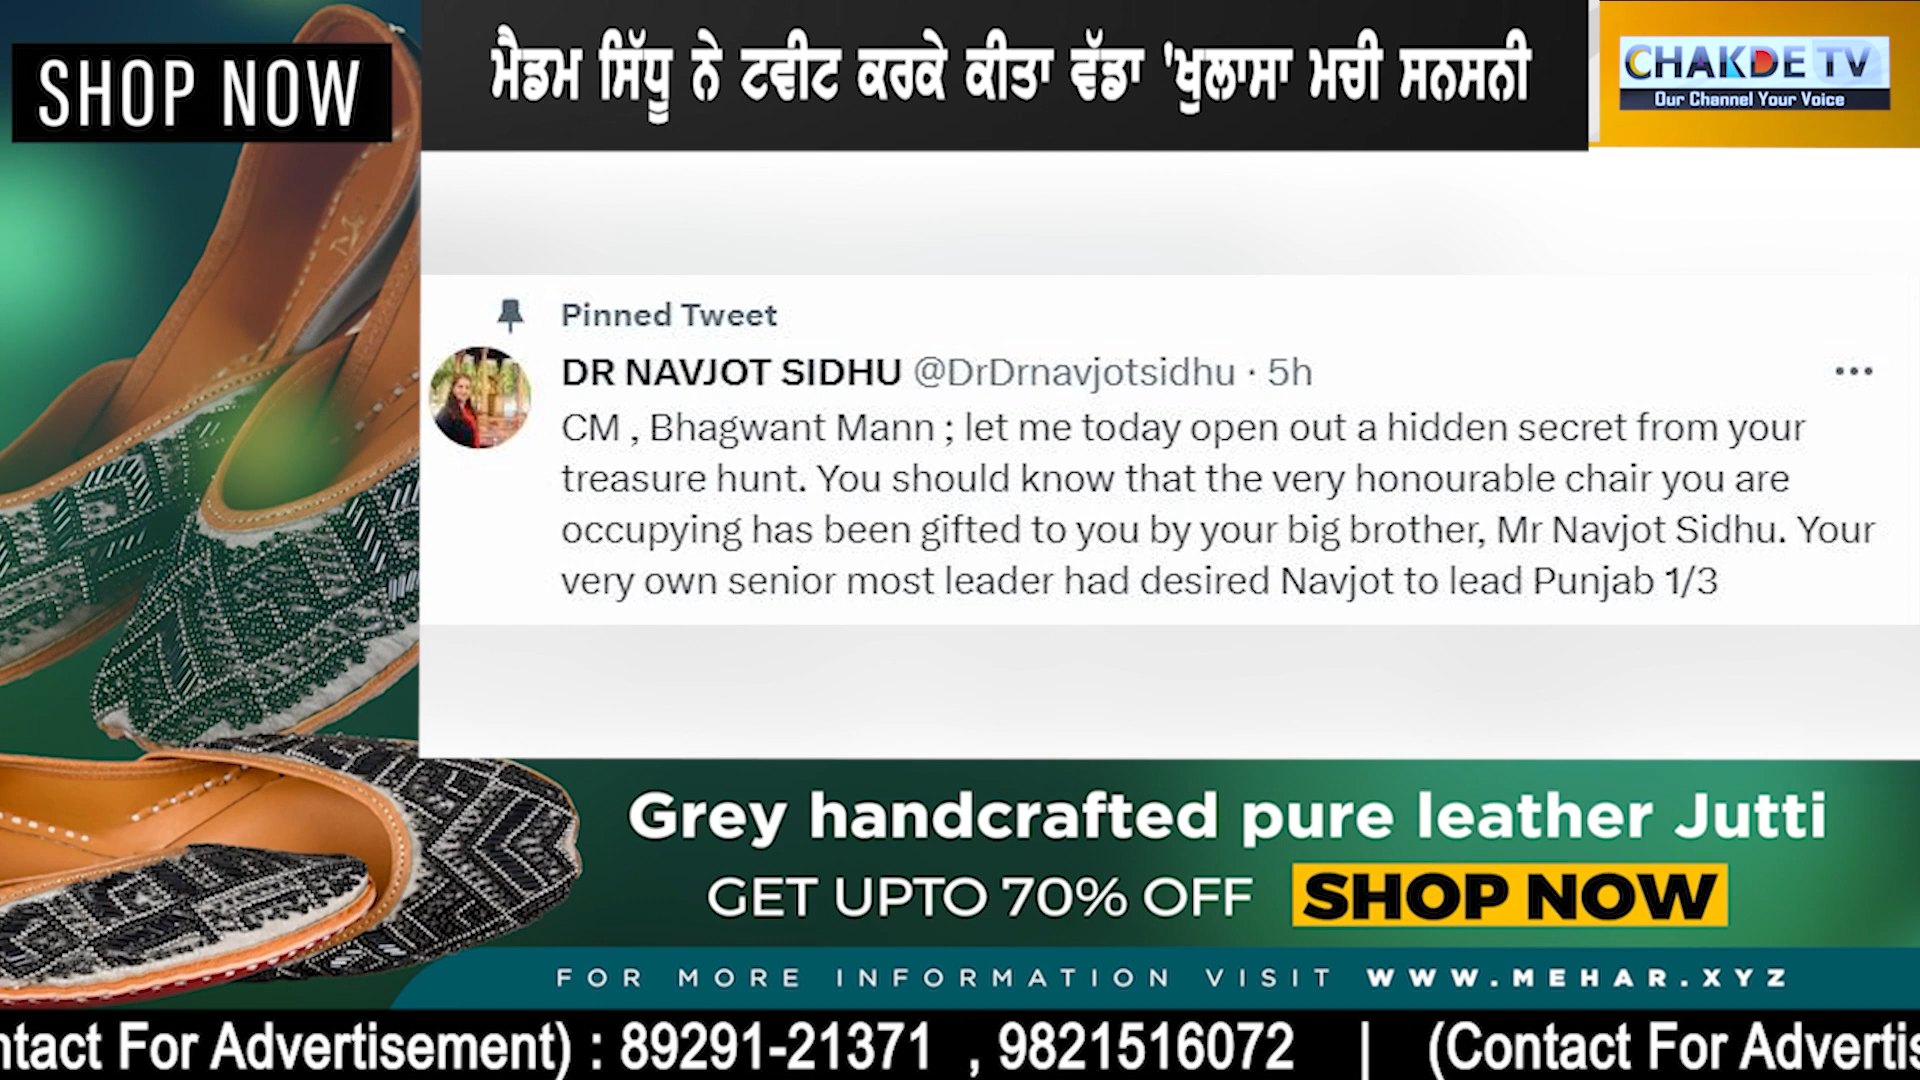 SHOP NOW
ਮੈਡਮ ਸਿੱਧੂ ਨੇ ਟਵੀਟ ਕਰਕੇ ਕੀਤਾ ਵੱਡਾ 'ਖੁਲਾਸਾ ਮਚੀ ਸਨਸਨੀ
CHAKDE TV
Our Channel Your Voice
Pinned Tweet
DR NAVJOT SIDHU @DrDrnavjotsidhu · 5h
CM , Bhagwant Mann ; let me today open out a hidden secret from your
treasure hunt. You should know that the very honourable chair you are
occupying has been gifted to you by your big brother, Mr Navjot Sidhu. Your
very own senior most leader had desired Navjot to lead Punjab 1/3
Grey handcrafted pure leather Jutti
GET UPTO 70% OFF SHOP NOW
FOR MORE INFORMATION VISIT WWW.MEHAR.XYZ
ntact For Advertisement) : 89291-21371 , 9821516072 | (Contact For Advertis